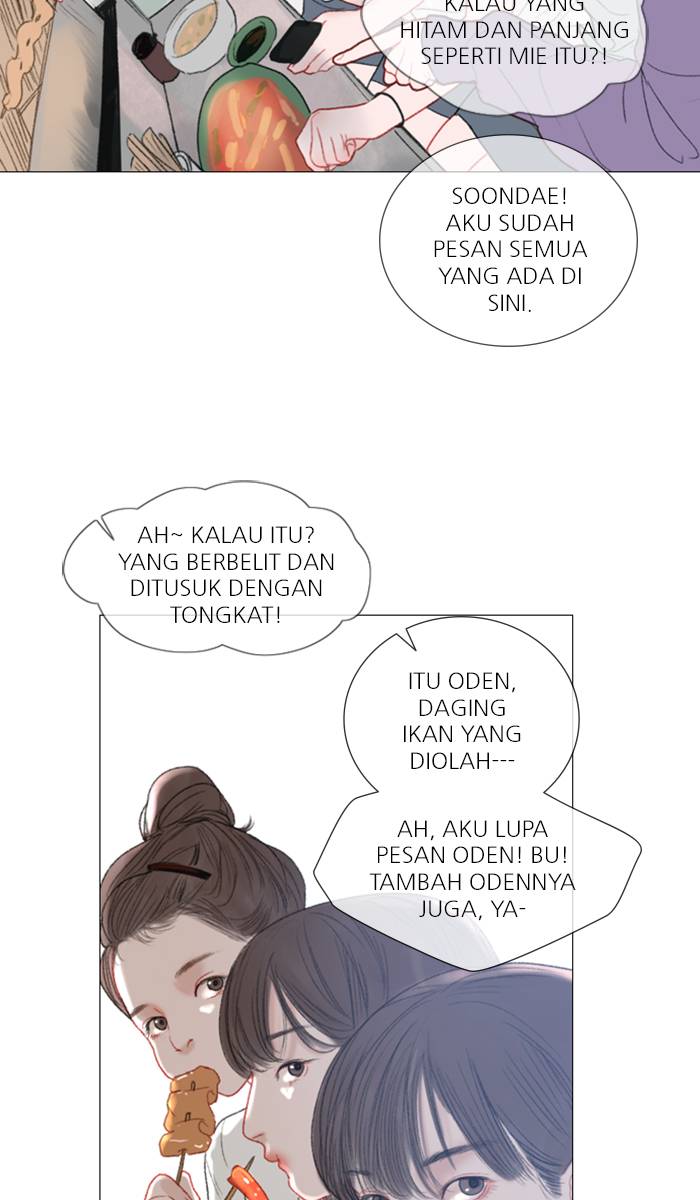 KALAU YANG
HITAM DAN PANJANG
SEPERTI MIE ITU?!
SOONDAE!
AKU SUDAH
PESAN SEMUA
YANG ADA DI
SINI.
AH~ KALAU ITU?
YANG BERBELIT DAN
DITUSUK DENGAN
TONGKAT!
ITU ODEN,
DAGING
IKAN YANG
DIOLAH---
AH, AKU LUPA
PESAN ODEN! BU!
TAMBAH ODENNYA
JUGA, YA-